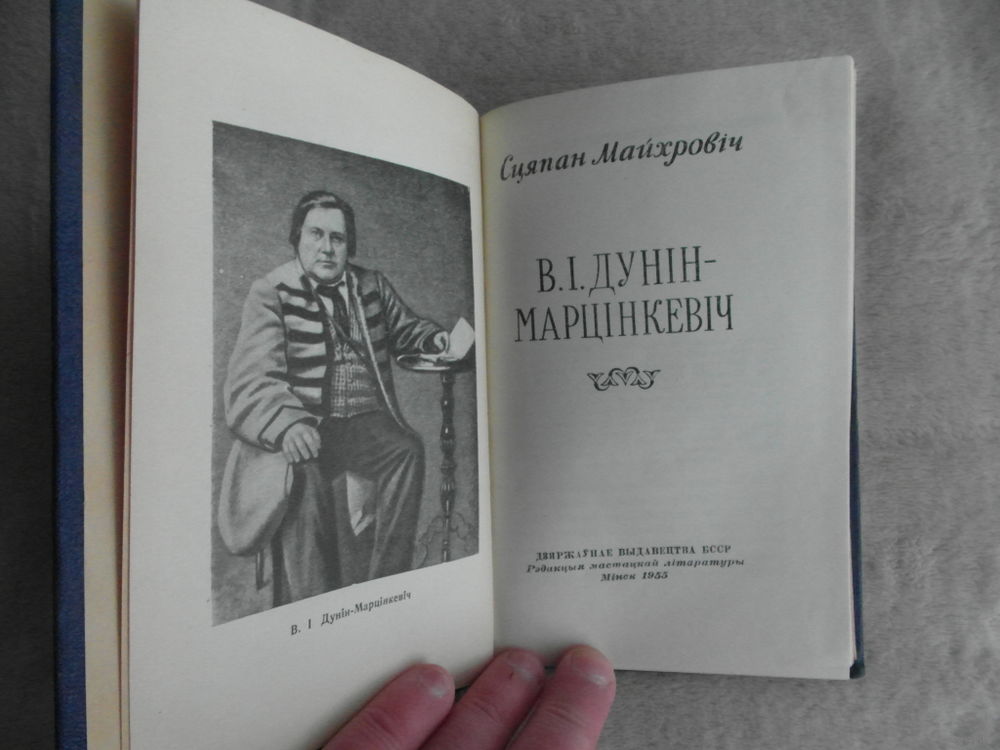 В. І Дунін-Марцінкевіч
Сцяпан Майхровіч
В. І. ДУНІН-
МАРЦІНКЕВІЧ
ДЗЯРЖАЎНАЕ ВЫДАВЕЦТВА БССР
Рэдакцыя мастацкай літаратуры
Мінск 1955